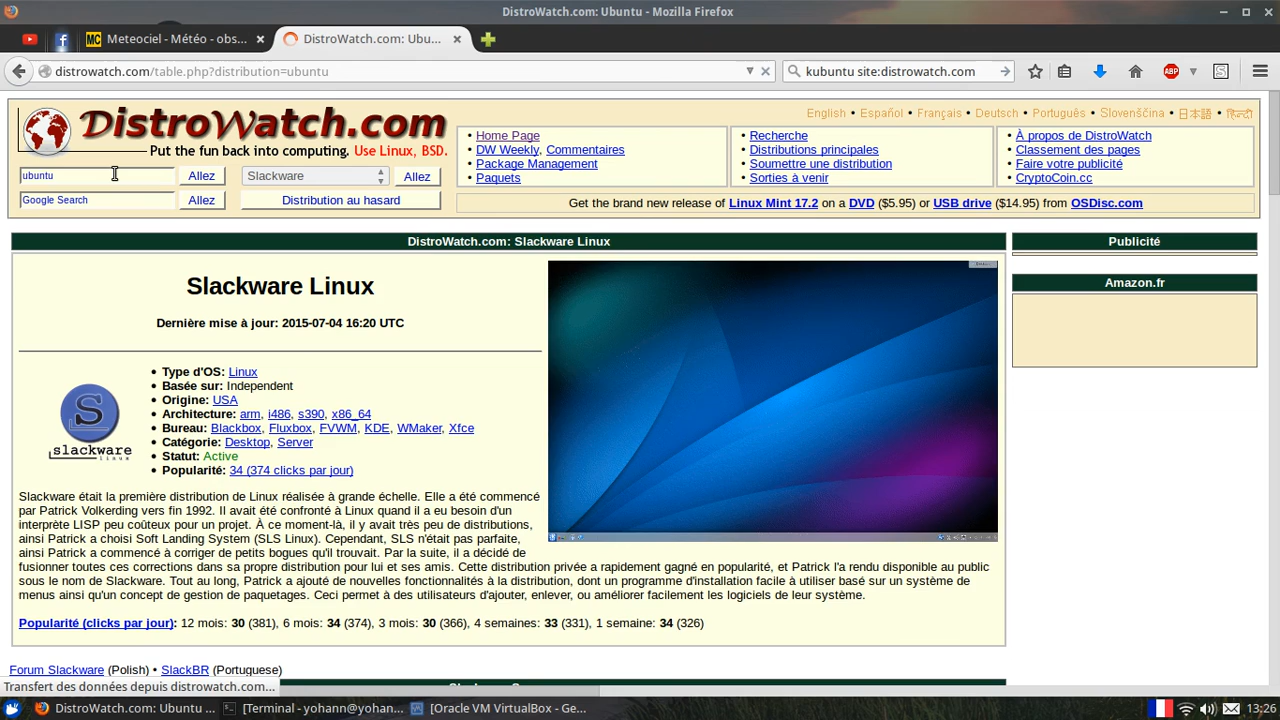 DistroWatch.com: Ubuntu - Mozilla Firefox
Meteociel - Météo - obs...
DistroWatch.com: Ubu...
distrowatch.com/table.php?distribution=ubuntu
kubuntu site:distrowatch.com
ABP
English • Español • Français • Deutsch • Português • Slovenščina • 日本語 • हिन्दी
DistroWatch.com
Put the fun back into computing. Use Linux, BSD.
ubuntu Allez Slackware Allez
Google Search Allez Distribution au hasard
• Home Page
• DW Weekly, Commentaires
• Package Management
• Paquets
• Recherche
• Distributions principales
• Soumettre une distribution
• Sorties à venir
• À propos de DistroWatch
• Classement des pages
• Faire votre publicité
• CryptoCoin.cc
Get the brand new release of Linux Mint 17.2 on a DVD ($5.95) or USB drive ($14.95) from OSDisc.com
DistroWatch.com: Slackware Linux
Slackware Linux
Dernière mise à jour: 2015-07-04 16:20 UTC
slackware
linux
• Type d'OS: Linux
• Basée sur: Independent
• Origine: USA
• Architecture: arm, i486, s390, x86_64
• Bureau: Blackbox, Fluxbox, FVWM, KDE, WMaker, Xfce
• Catégorie: Desktop, Server
• Statut: Active
• Popularité: 34 (374 clicks par jour)
Slackware était la première distribution de Linux réalisée à grande échelle. Elle a été commencé
par Patrick Volkerding vers fin 1992. Il avait été confronté à Linux quand il a eu besoin d'un
interprète LISP peu coûteux pour un projet. À ce moment-là, il y avait très peu de distributions,
ainsi Patrick a choisi Soft Landing System (SLS Linux). Cependant, SLS n'était pas parfaite,
ainsi Patrick a commencé à corriger de petits bogues qu'il trouvait. Par la suite, il a décidé de
fusionner toutes ces corrections dans sa propre distribution pour lui et ses amis. Cette distribution privée a rapidement gagné en popularité, et Patrick l'a rendu disponible au public
sous le nom de Slackware. Tout au long, Patrick a ajouté de nouvelles fonctionnalités à la distribution, dont un programme d'installation facile à utiliser basé sur un système de
menus ainsi qu'un concept de gestion de paquetages. Ceci permet à des utilisateurs d'ajouter, enlever, ou améliorer facilement les logiciels de leur système.
Popularité (clicks par jour): 12 mois: 30 (381), 6 mois: 34 (374), 3 mois: 30 (366), 4 semaines: 33 (331), 1 semaine: 34 (326)
Publicité
Amazon.fr
Forum Slackware (Polish) • SlackBR (Portuguese)
Transfert des données depuis distrowatch.com...
DistroWatch.com: Ubuntu ...
[Terminal - yohann@yohan...
[Oracle VM VirtualBox - Ge...
13:26